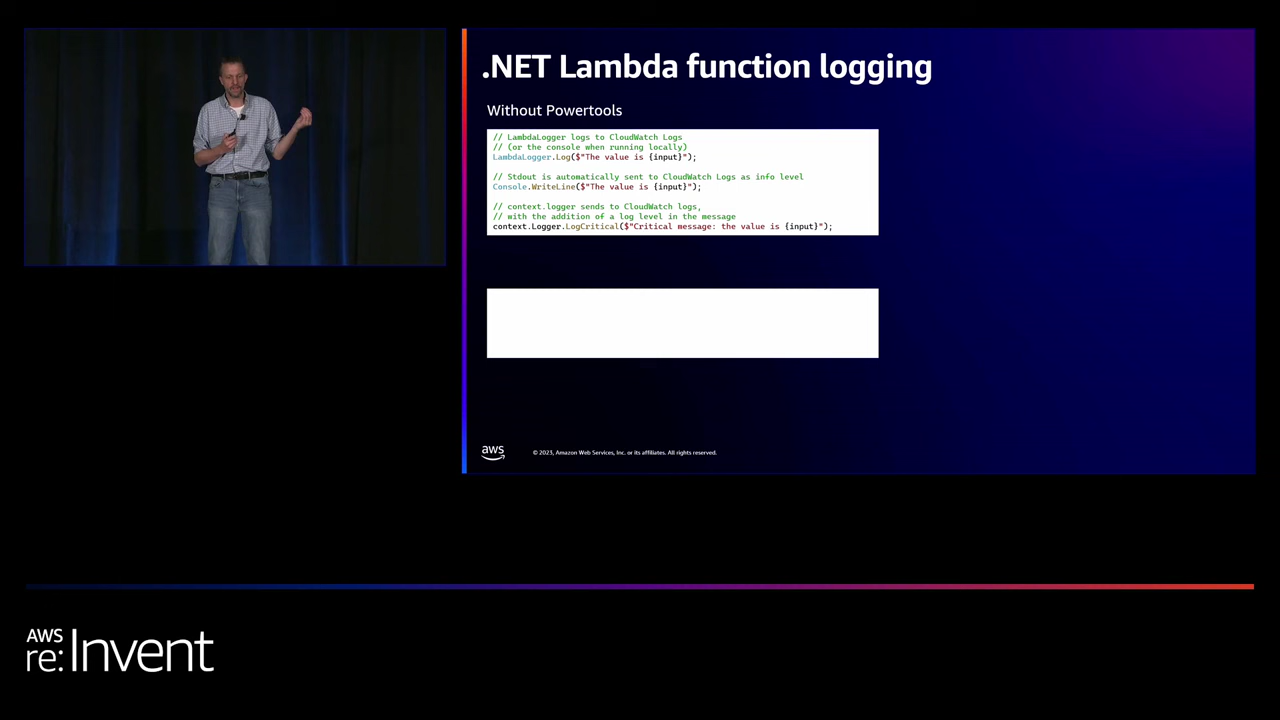 .NET Lambda function logging
Without Powertools
// LambdaLogger logs to CloudWatch Logs
// (or the console when running locally)
LambdaLogger.Log($"The value is {input}");
// Stdout is automatically sent to CloudWatch Logs as info level
Console.WriteLine($"The value is {input}");
// context.logger sends to CloudWatch logs,
// with the addition of a log level in the message
context.Logger.LogCritical($"Critical message: the value is {input}");
aws
© 2023, Amazon Web Services, Inc. or its affiliates. All rights reserved.
AWS
re:Invent